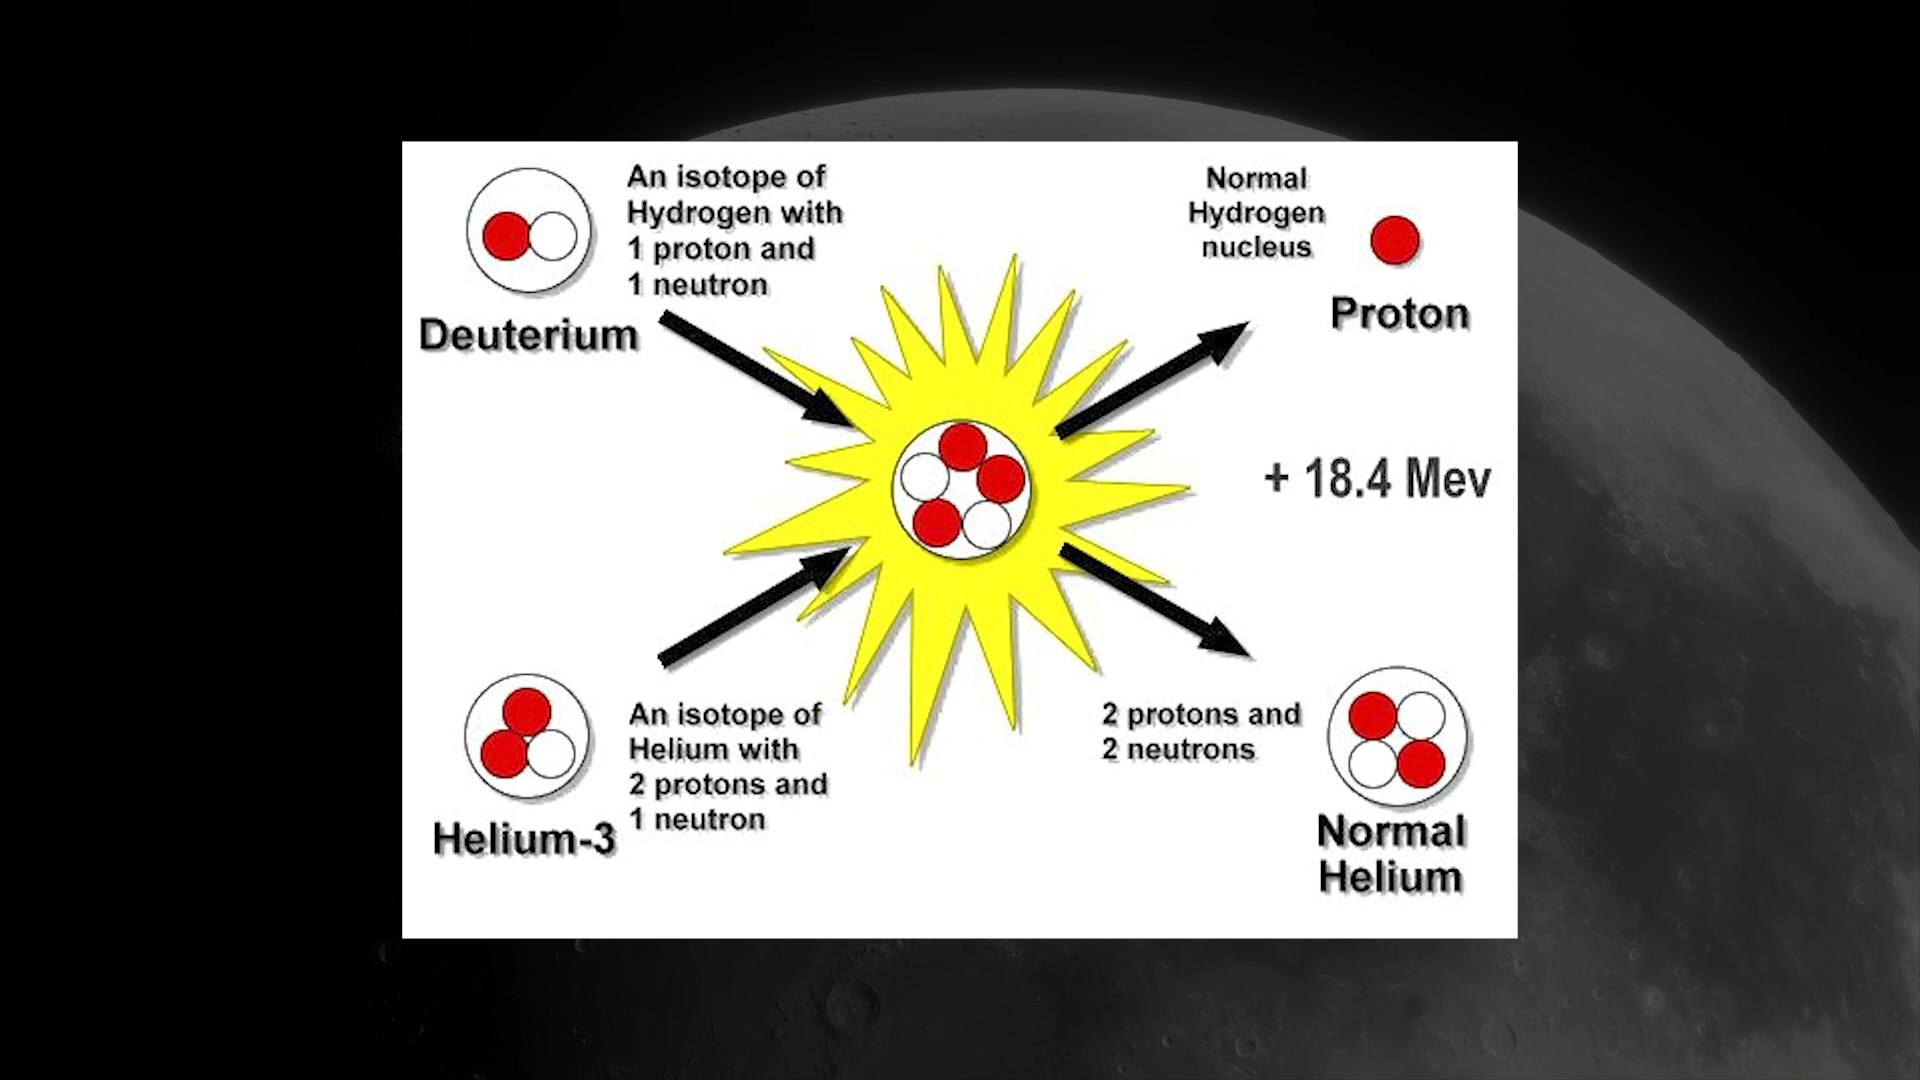 An isotope of
Hydrogen with
1 proton and
1 neutron
Deuterium
Normal
Hydrogen
nucleus
Proton
+ 18.4 Mev
An isotope of
Helium with
2 protons and
1 neutron
Helium-3
2 protons and
2 neutrons
Normal
Helium